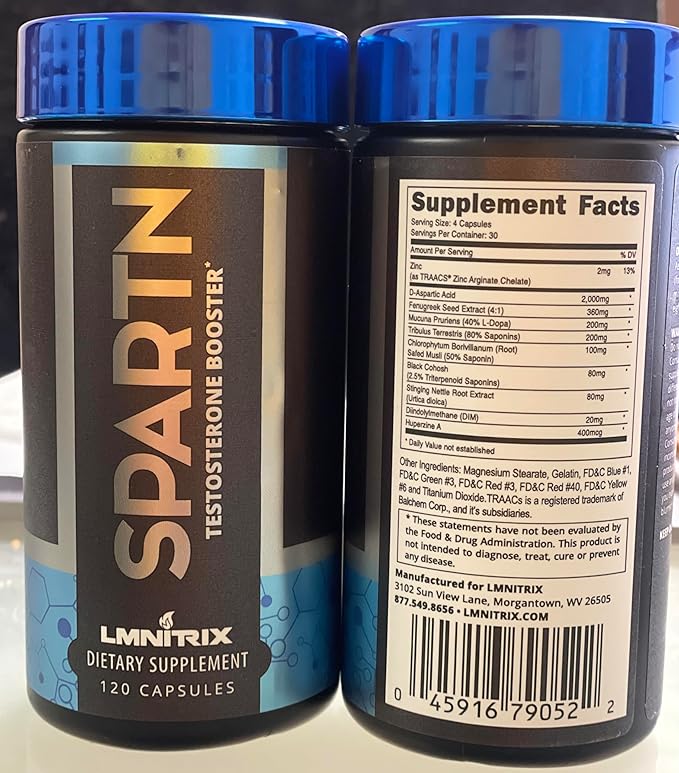 SPARTN
TESTOSTERONE BOOSTER*
LMNITRIX
DIETARY SUPPLEMENT
120 CAPSULES
Supplement Facts
Serving Size: 4 Capsules
Servings Per Container: 30
Amount Per Serving % DV
Zinc 2mg 13%
(as TRAACS® Zinc Arginate Chelate)
D-Aspartic Acid 2,000mg *
Fenugreek Seed Extract (4:1) 360mg *
Mucuna Pruriens (40% L-Dopa) 200mg *
Tribulus Terrestris (80% Saponins) 200mg *
Chlorophytum Borivilianum (Root) 100mg *
Safed Musli (50% Saponin)
Black Cohosh 80mg *
(2.5% Triterpenoid Saponins)
Stinging Nettle Root Extract 80mg *
(Urtica dioica)
Diindolylmethane (DIM) 20mg *
Huperzine A 400mcg *
* Daily Value not established
Other Ingredients: Magnesium Stearate, Gelatin, FD&C Blue #1,
FD&C Green #3, FD&C Red #3, FD&C Red #40, FD&C Yellow
#6 and Titanium Dioxide.TRAACs is a registered trademark of
Balchem Corp., and it's subsidiaries.
* These statements have not been evaluated by
the Food & Drug Administration. This product is
not intended to diagnose, treat, cure or prevent
any disease.
Manufactured for LMNITRIX
3102 Sun View Lane, Morgantown, WV 26505
877.549.8656 • LMNITRIX.COM
0 45916 79052 2